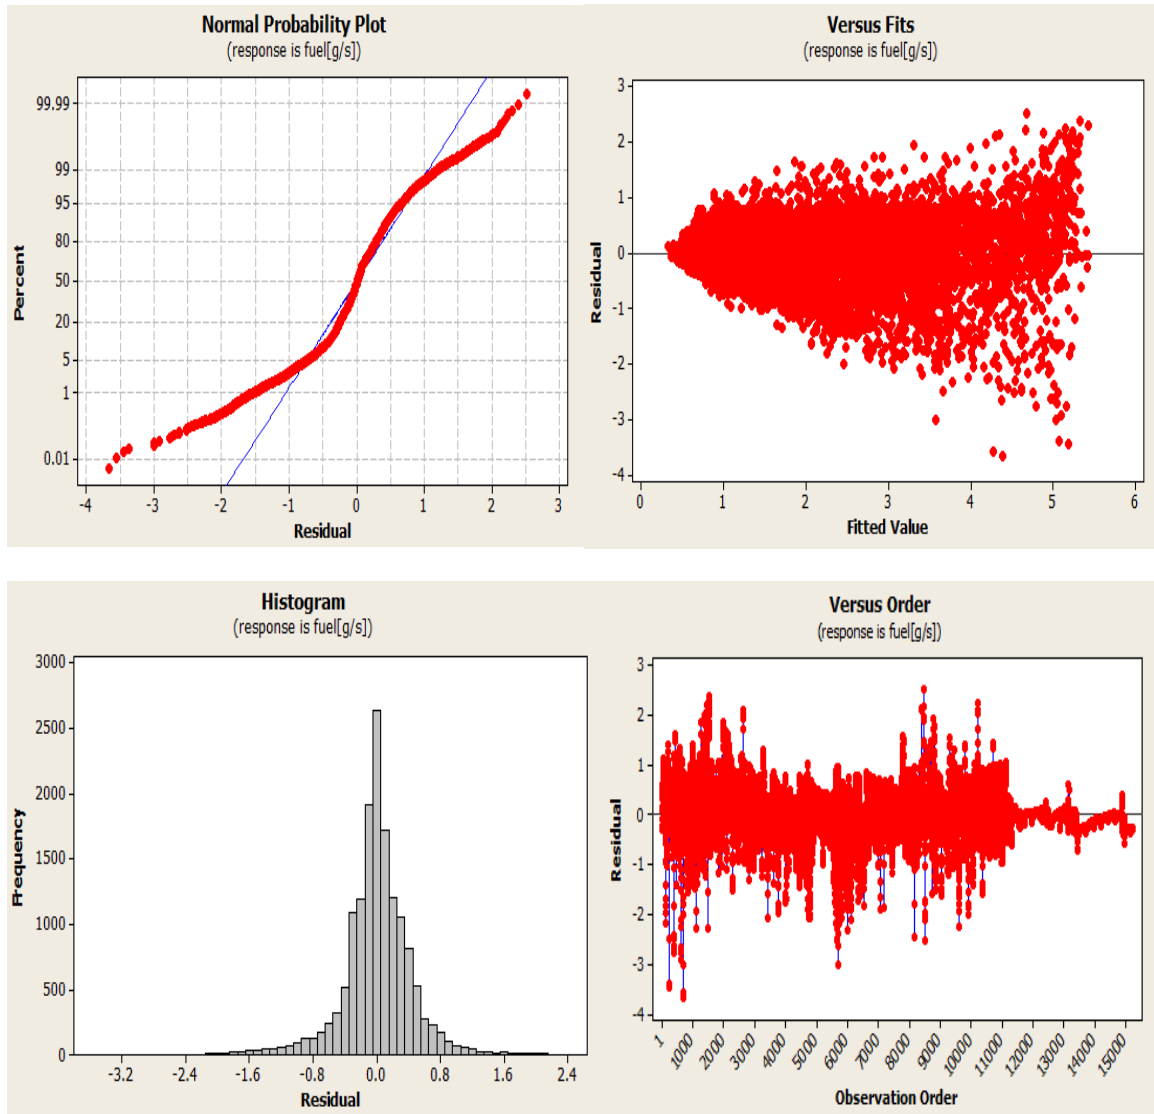 Normal Probability Plot
(response is fuel[g/s])
Percent
99.99
99
95
80
50
20
5
1
0.01
-4 -3 -2 -1 0 1 2 3
Residual
Versus Fits
(response is fuel[g/s])
Residual
3
2
1
0
-1
-2
-3
-4
0 1 2 3 4 5 6
Fitted Value
Histogram
(response is fuel[g/s])
Frequency
3000
2500
2000
1500
1000
500
0
-3.2 -2.4 -1.6 -0.8 0.0 0.8 1.6 2.4
Residual
Versus Order
(response is fuel[g/s])
Residual
3
2
1
0
-1
-2
-3
-4
1 1000 2000 3000 4000 5000 6000 7000 8000 9000 10000 11000 12000 13000 14000 15000
Observation Order